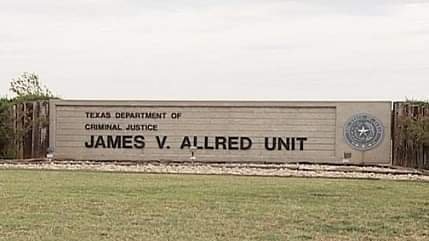 TEXAS DEPARTMENT OF
CRIMINAL JUSTICE
JAMES V. ALLRED UNIT